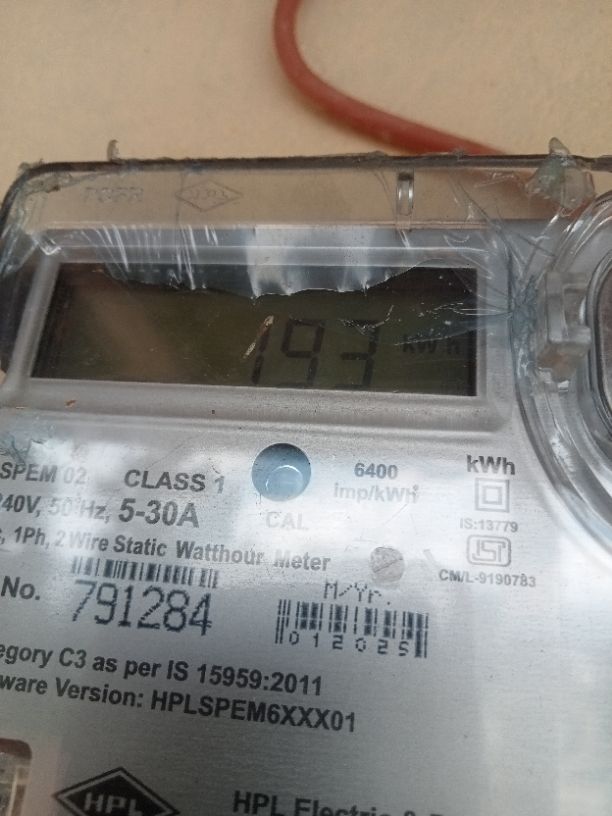 193 kW h
SPEM 02 CLASS 1
6400
imp/kWh
kWh
240V, 50 Hz, 5-30A
CAL
IS:13779
1Ph, 2 Wire Static Watthour Meter
CM/L-9190783
No. 791284
M/Yr.
012025
egory C3 as per IS 15959:2011
ware Version: HPLSPEM6XXX01
HPL
HPL Electric &